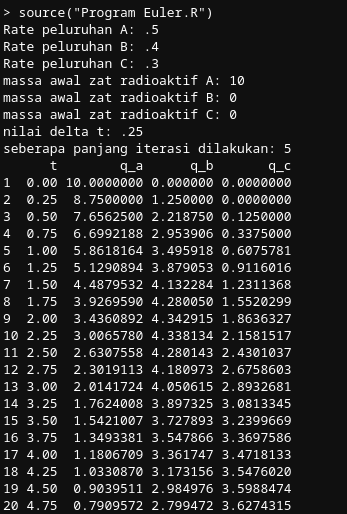 > source("Program Euler.R")
Rate peluruhan A: .5
Rate peluruhan B: .4
Rate peluruhan C: .3
massa awal zat radioaktif A: 10
massa awal zat radioaktif B: 0
massa awal zat radioaktif C: 0
nilai delta t: .25
seberapa panjang iterasi dilakukan: 5
      t        q_a      q_b       q_c
1  0.00 10.0000000 0.000000 0.0000000
2  0.25  8.7500000 1.250000 0.0000000
3  0.50  7.6562500 2.218750 0.1250000
4  0.75  6.6992188 2.953906 0.3375000
5  1.00  5.8618164 3.495918 0.6075781
6  1.25  5.1290894 3.879053 0.9116016
7  1.50  4.4879532 4.132284 1.2311368
8  1.75  3.9269590 4.280050 1.5520299
9  2.00  3.4360892 4.342915 1.8636327
10 2.25  3.0065780 4.338134 2.1581517
11 2.50  2.6307558 4.280143 2.4301037
12 2.75  2.3019113 4.180973 2.6758603
13 3.00  2.0141724 4.050615 2.8932681
14 3.25  1.7624008 3.897325 3.0813345
15 3.50  1.5421007 3.727893 3.2399669
16 3.75  1.3493381 3.547866 3.3697586
17 4.00  1.1806709 3.361747 3.4718133
18 4.25  1.0330870 3.173156 3.5476020
19 4.50  0.9039511 2.984976 3.5988474
20 4.75  0.7909572 2.799472 3.6274315